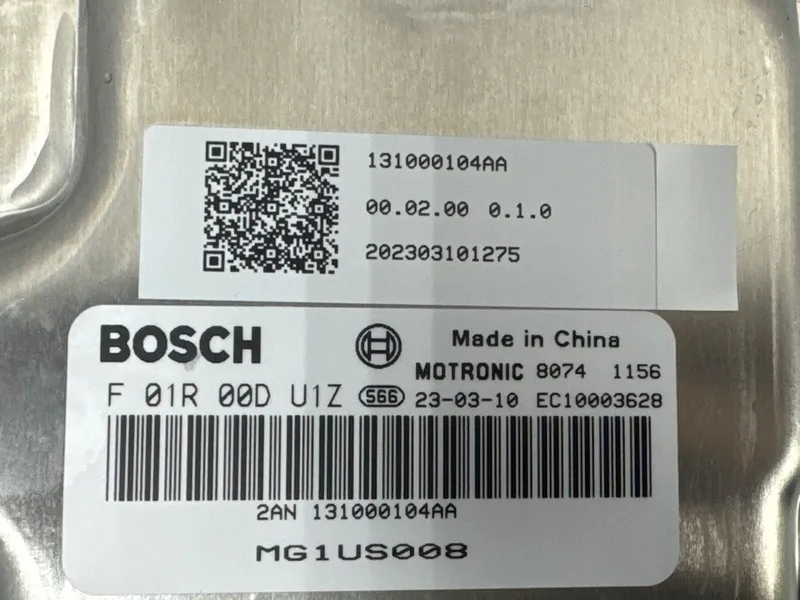 131000104AA
00.02.00 0.1.0
202303101275
BOSCH
Made in China
MOTRONIC 8074 1156
F 01R 00D U1Z 566 23-03-10 EC10003628
2AN 131000104AA
MG1US008